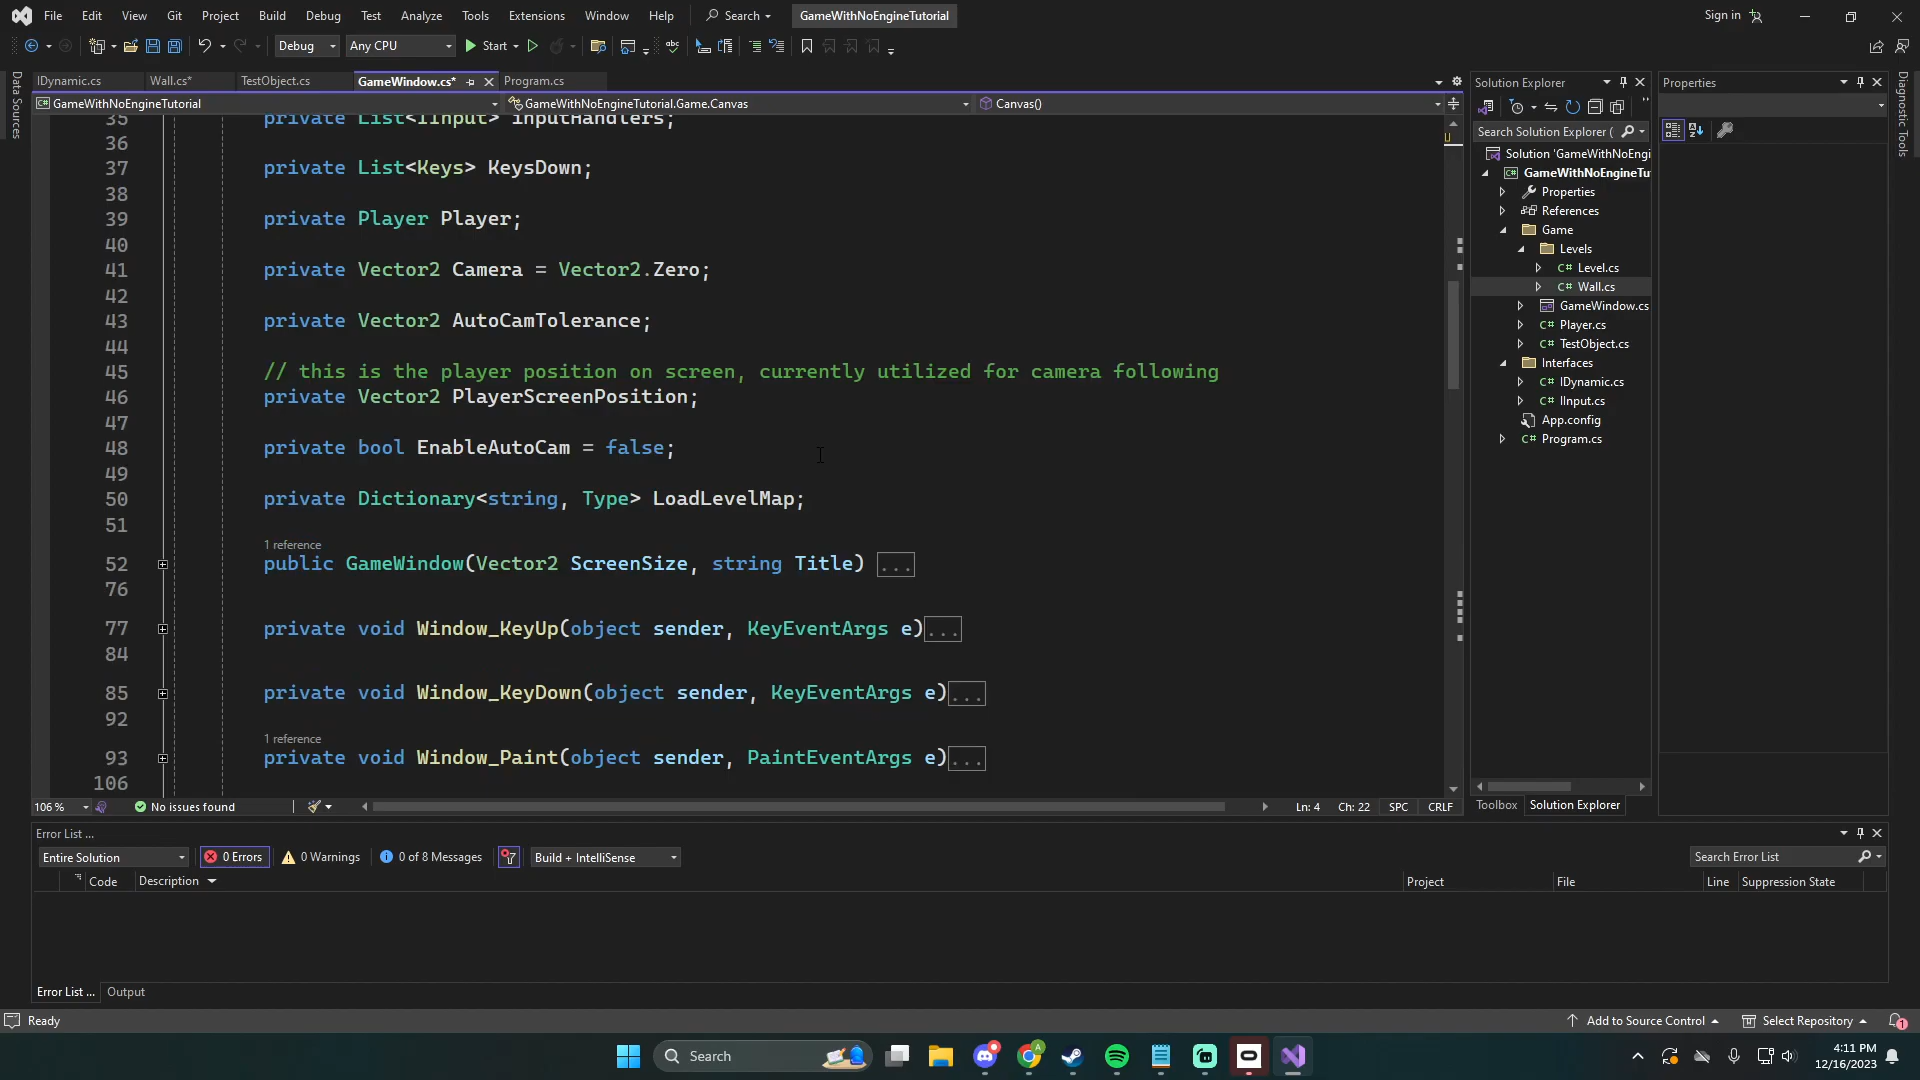 File Edit View Git Project Build Debug Test Analyze Tools Extensions Window Help Search GameWithNoEngineTutorial Sign in
Debug Any CPU Start
Data Sources
IDynamic.cs Wall.cs* TestObject.cs GameWindow.cs* Program.cs
GameWithNoEngineTutorial GameWithNoEngineTutorial.Game.Canvas Canvas()
35 private List<IInput> inputHandlers;
36
37 private List<Keys> KeysDown;
38
39 private Player Player;
40
41 private Vector2 Camera = Vector2.Zero;
42
43 private Vector2 AutoCamTolerance;
44
45 // this is the player position on screen, currently utilized for camera following
46 private Vector2 PlayerScreenPosition;
47
48 private bool EnableAutoCam = false;
49
50 private Dictionary<string, Type> LoadLevelMap;
51
1 reference
52 public GameWindow(Vector2 ScreenSize, string Title) ...
76
77 private void Window_KeyUp(object sender, KeyEventArgs e)...
84
85 private void Window_KeyDown(object sender, KeyEventArgs e)...
92
1 reference
93 private void Window_Paint(object sender, PaintEventArgs e)...
106
106 % No issues found Ln: 4 Ch: 22 SPC CRLF
Solution Explorer
Search Solution Explorer (
Solution 'GameWithNoEngi
GameWithNoEngineTu
Properties
References
Game
Levels
C# Level.cs
C# Wall.cs
GameWindow.cs
C# Player.cs
C# TestObject.cs
Interfaces
C# IDynamic.cs
C# IInput.cs
App.config
C# Program.cs
Toolbox Solution Explorer
Properties
Diagnostic Tools
Error List ...
Entire Solution 0 Errors 0 Warnings 0 of 8 Messages Build + IntelliSense Search Error List
Code Description Project File Line Suppression State
Error List ... Output
Ready Add to Source Control Select Repository 1
Search 4:11 PM
12/16/2023